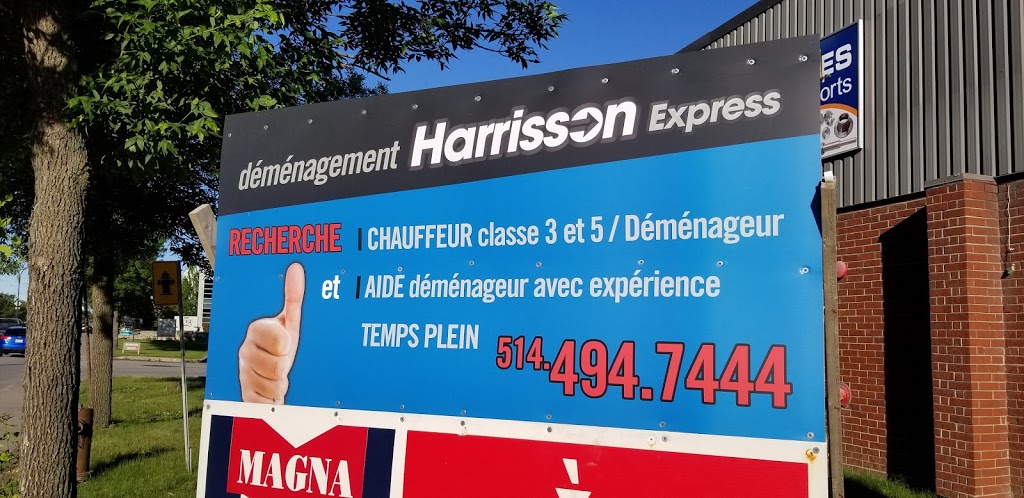 déménagement Harrisson Express
RECHERCHE | CHAUFFEUR classe 3 et 5 / Déménageur
et | AIDE déménageur avec expérience
TEMPS PLEIN
514.494.7444
MAGNA